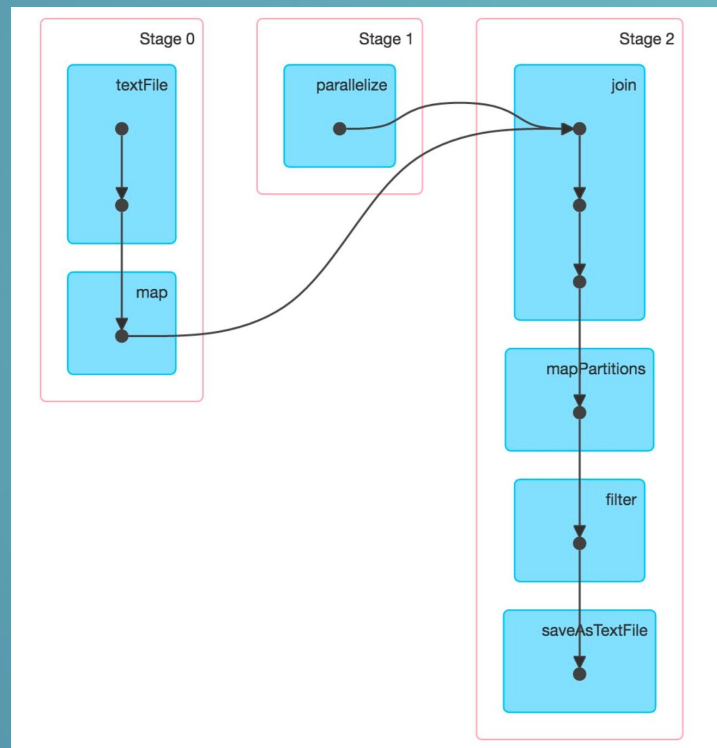 Stage 0
textFile
map
Stage 1
parallelize
Stage 2
join
mapPartitions
filter
saveAsTextFile